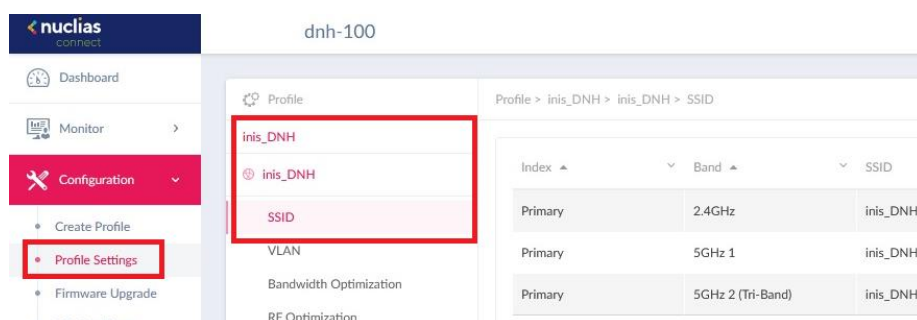 nuclias
connect
dnh-100
Dashboard
Monitor
Configuration
Create Profile
Profile Settings
Firmware Upgrade
Profile
inis_DNH
inis_DNH
SSID
VLAN
Bandwidth Optimization
RF Optimization
Profile > inis_DNH > inis_DNH > SSID
Index Band SSID
Primary 2.4GHz inis_DNH
Primary 5GHz 1 inis_DNH
Primary 5GHz 2 (Tri-Band) inis_DNH